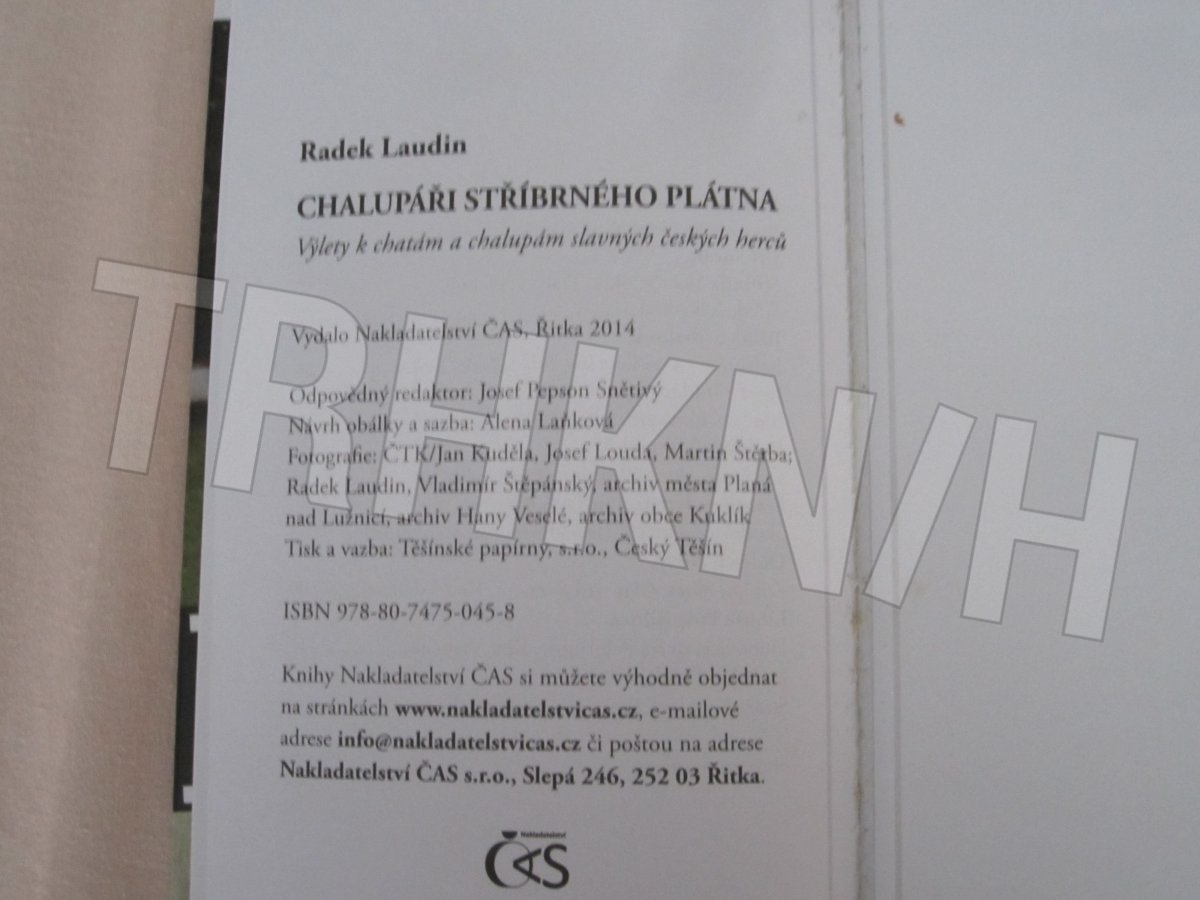 Radek Laudin
CHALUPÁŘI STŘÍBRNÉHO PLÁTNA
Výlety k chatám a chalupám slavných českých herců
Vydalo Nakladatelství ČAS, Řitka 2014
Odpovědný redaktor: Josef Pepson Snětivý
Návrh obálky a sazba: Alena Laňková
Fotografie: ČTK/Jan Kuděla, Josef Louda, Martin Štěrba;
Radek Laudin, Vladimír Štěpánský, archiv města Planá
nad Lužnicí, archiv Hany Veselé, archiv obce Kuklík
Tisk a vazba: Těšínské papírny, s.r.o., Český Těšín
ISBN 978-80-7475-045-8
Knihy Nakladatelství ČAS si můžete výhodně objednat
na stránkách www.nakladatelstvicas.cz, e-mailové
adrese info@nakladatelstvicas.cz či poštou na adrese
Nakladatelství ČAS s.r.o., Slepá 246, 252 03 Řitka.
Nakladatelství
ČAS
TRHKNIH